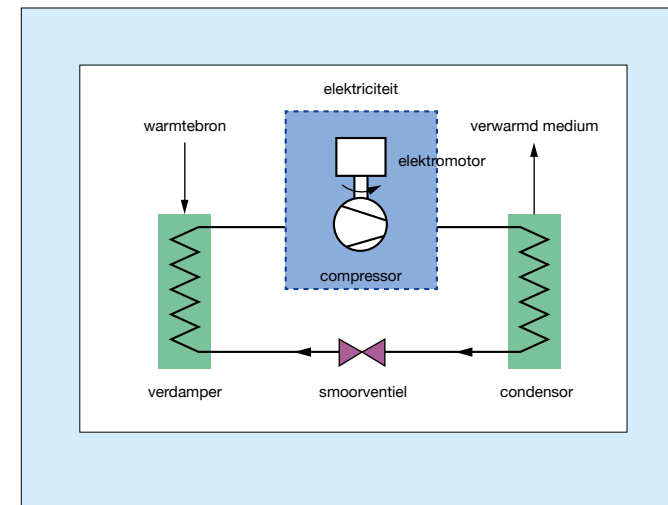 elektriciteit
warmtebron
verwarmd medium
elektromotor
compressor
verdamper
smoorventiel
condensor